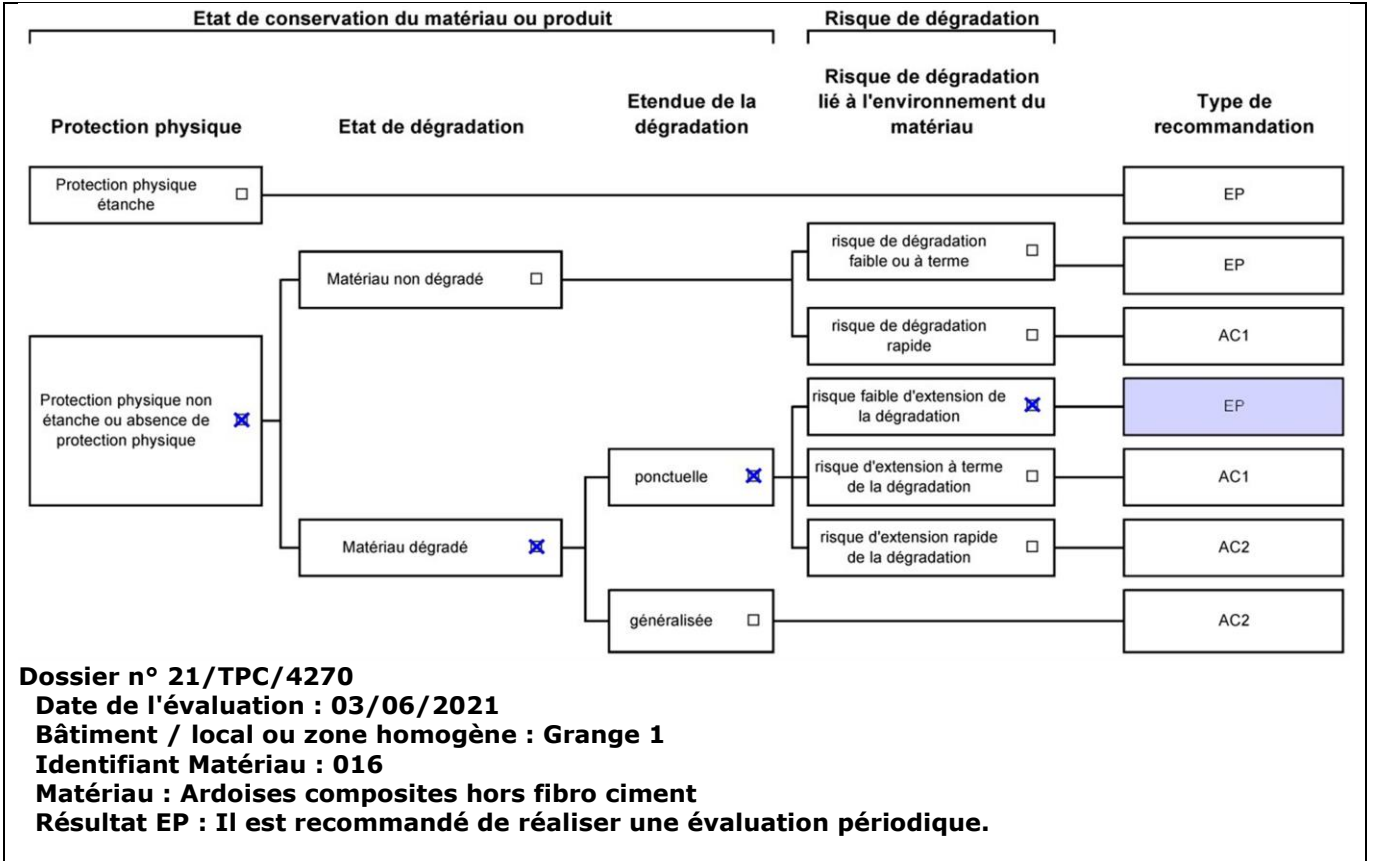 Etat de conservation du matériau ou produit
Risque de dégradation
Protection physique
Etat de dégradation
Etendue de la
dégradation
Risque de dégradation
lié à l'environnement du
matériau
Type de
recommandation
Protection physique
étanche
EP
risque de dégradation
faible ou à terme
EP
Matériau non dégradé
risque de dégradation
rapide
AC1
Protection physique non
étanche ou absence de
protection physique
risque faible d'extension de
la dégradation
EP
ponctuelle
risque d'extension à terme
de la dégradation
AC1
Matériau dégradé
risque d'extension rapide
de la dégradation
AC2
généralisée
AC2
Dossier n° 21/TPC/4270
Date de l'évaluation : 03/06/2021
Bâtiment / local ou zone homogène : Grange 1
Identifiant Matériau : 016
Matériau : Ardoises composites hors fibro ciment
Résultat EP : Il est recommandé de réaliser une évaluation périodique.